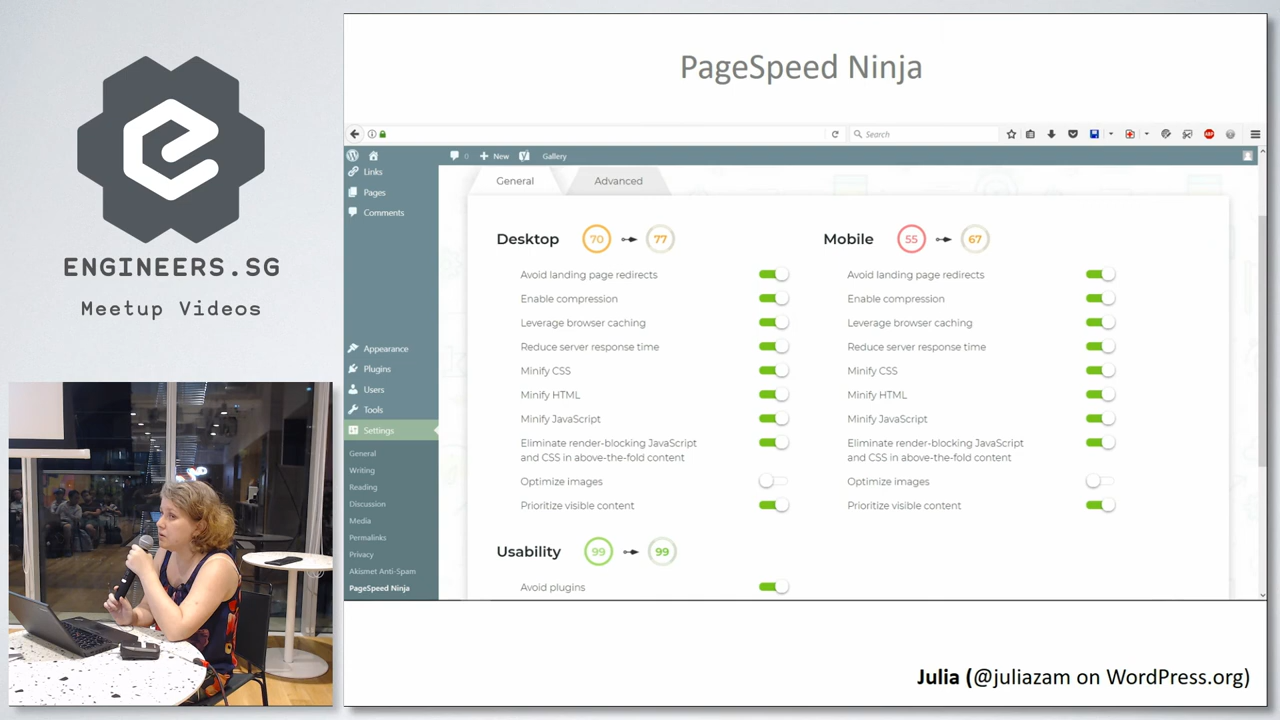 ENGINEERS.SG
Meetup Videos
PageSpeed Ninja
Search
0
New
Gallery
Links
Pages
Comments
Appearance
Plugins
Users
Tools
Settings
General
Writing
Reading
Discussion
Media
Permalinks
Privacy
Akismet Anti-Spam
PageSpeed Ninja
General
Advanced
Desktop
70
77
Avoid landing page redirects
Enable compression
Leverage browser caching
Reduce server response time
Minify CSS
Minify HTML
Minify JavaScript
Eliminate render-blocking JavaScript
and CSS in above-the-fold content
Optimize images
Prioritize visible content
Mobile
55
67
Avoid landing page redirects
Enable compression
Leverage browser caching
Reduce server response time
Minify CSS
Minify HTML
Minify JavaScript
Eliminate render-blocking JavaScript
and CSS in above-the-fold content
Optimize images
Prioritize visible content
Usability
99
99
Avoid plugins
Julia (@juliazam on WordPress.org)